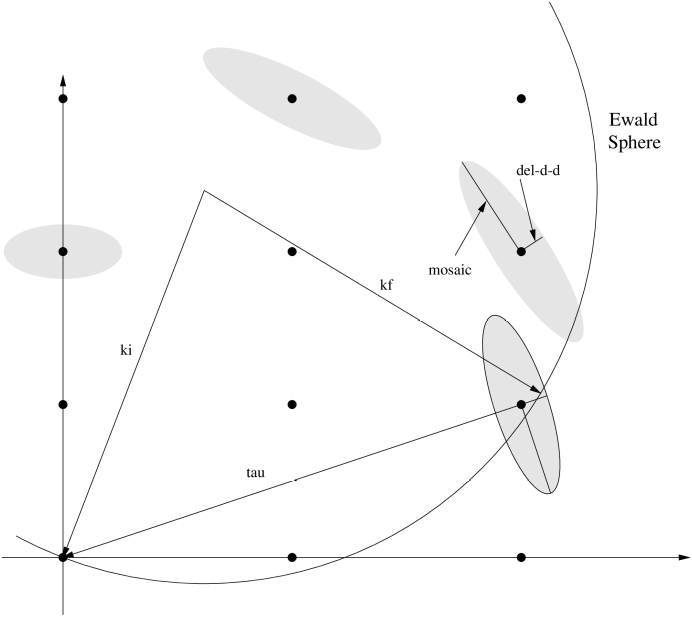 Ewald
Sphere
del-d-d
mosaic
kf
ki
tau